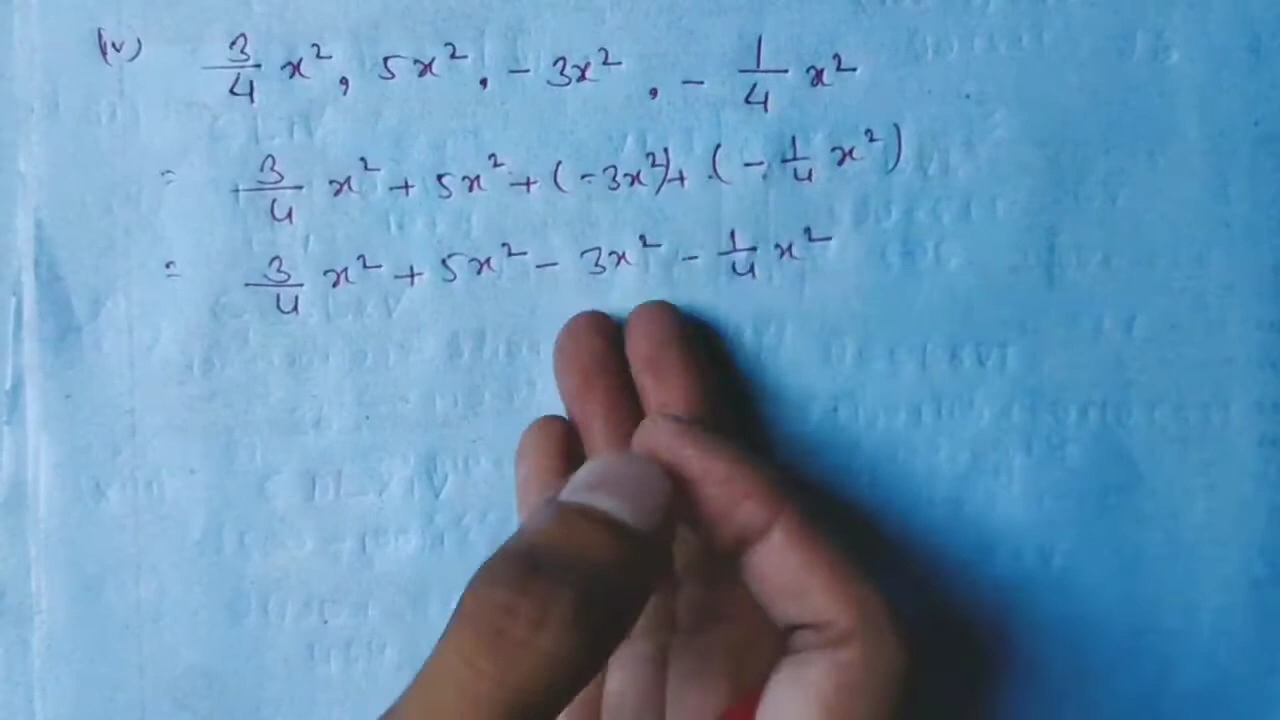 (iv) 3/4 x², 5x², - 3x², - 1/4 x²
= 3/4 x² + 5x² + (-3x²) + (- 1/4 x²)
= 3/4 x² + 5x² - 3x² - 1/4 x²